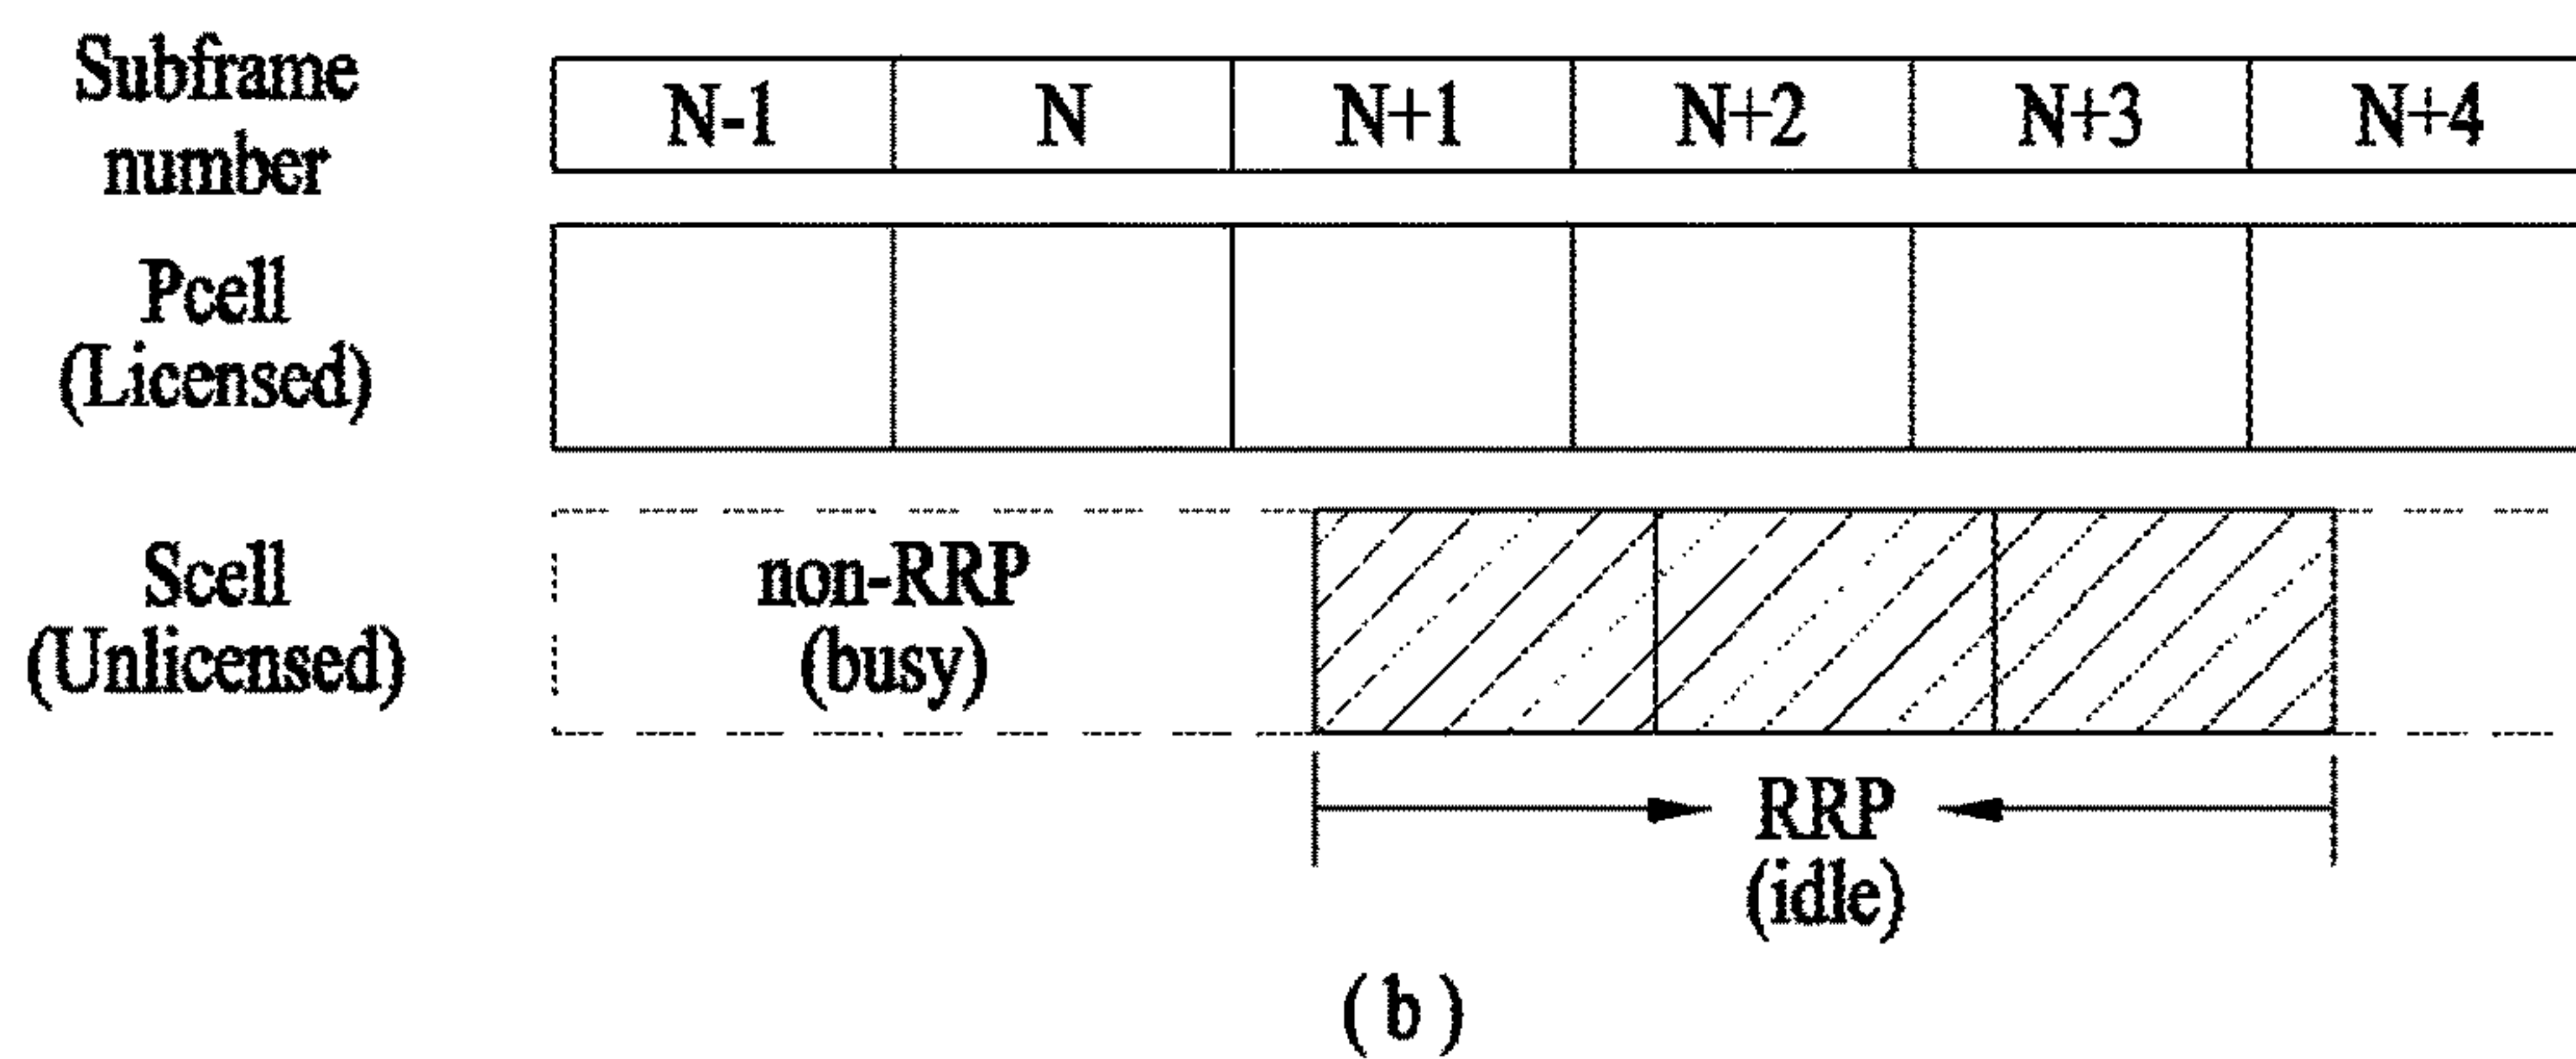 Subframe
number
N-1 N N+1 N+2 N+3 N+4
Pcell
(Licensed)
Scell
(Unlicensed)
non-RRP
(busy)
RRP
(idle)
( b )